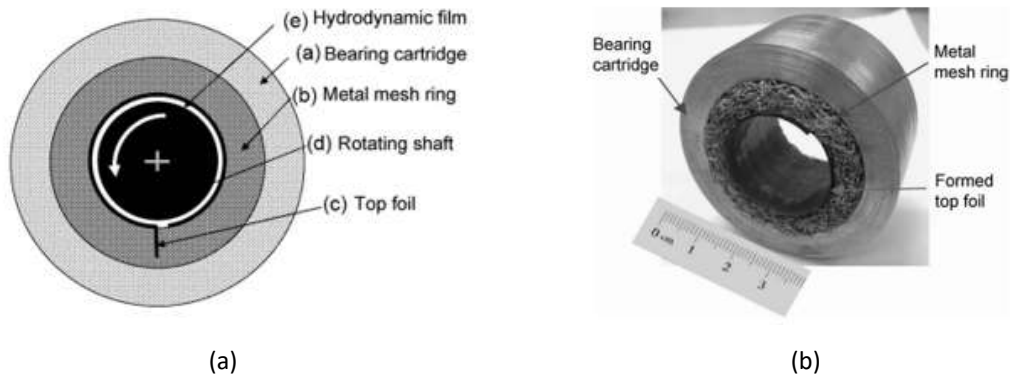 (e) Hydrodynamic film
(a) Bearing cartridge
(b) Metal mesh ring
(d) Rotating shaft
(c) Top foil
(a)
Bearing
cartridge
Metal
mesh ring
Formed
top foil
0 cm 1 2 3
(b)